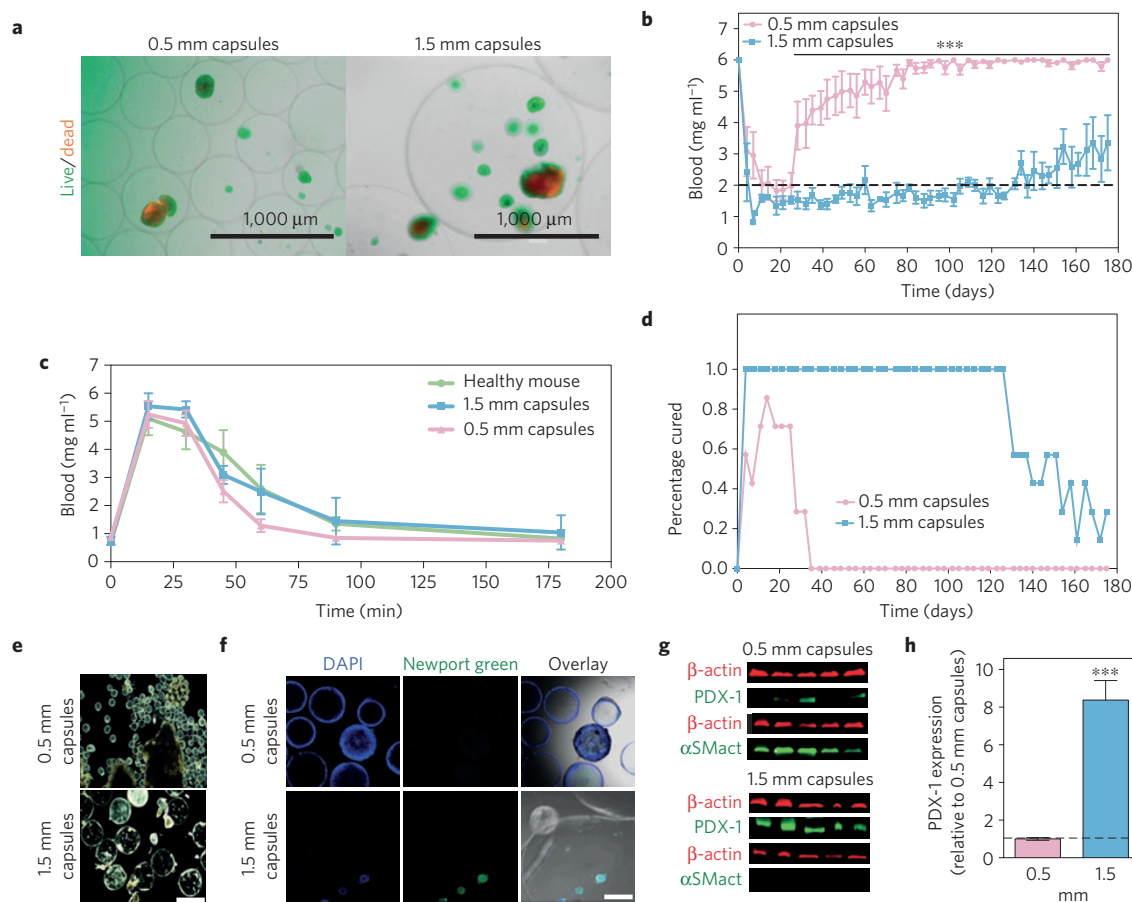 a
0.5 mm capsules
1.5 mm capsules
Live/dead
1,000 µm
1,000 µm
b
0.5 mm capsules
1.5 mm capsules
***
Blood (mg ml⁻¹)
7
6
5
4
3
2
1
0
0 20 40 60 80 100 120 140 160 180
Time (days)
c
Healthy mouse
1.5 mm capsules
0.5 mm capsules
Blood (mg ml⁻¹)
7
6
5
4
3
2
1
0
0 25 50 75 100 125 150 175 200
Time (min)
d
0.5 mm capsules
1.5 mm capsules
Percentage cured
1.0
0.8
0.6
0.4
0.2
0.0
0 20 40 60 80 100 120 140 160 180
Time (days)
e
0.5 mm
capsules
1.5 mm
capsules
f
DAPI
Newport green
Overlay
0.5 mm
capsules
1.5 mm
capsules
g
0.5 mm capsules
β-actin
PDX-1
β-actin
αSMact
1.5 mm capsules
β-actin
PDX-1
β-actin
αSMact
h
PDX-1 expression
(relative to 0.5 mm capsules)
10
8
6
4
2
0
***
0.5 1.5
mm